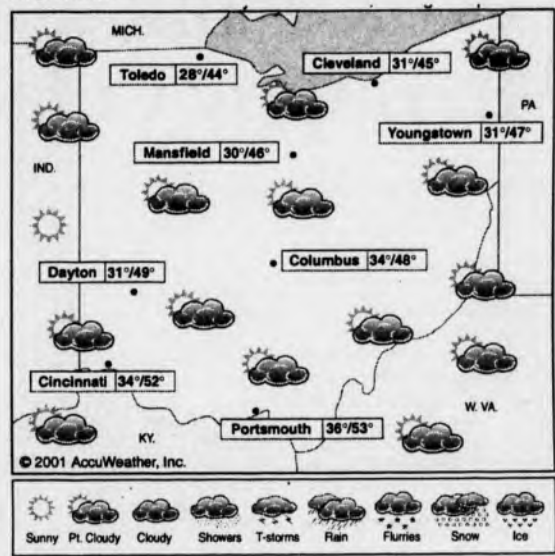 MICH.
Toledo 28°/44°
Cleveland 31°/45°
PA
Youngstown 31°/47°
Mansfield 30°/46°
IND.
Columbus 34°/48°
Dayton 31°/49°
Cincinnati 34°/52°
W. VA.
Portsmouth 36°/53°
KY.
© 2001 AccuWeather, Inc.
Sunny Pt. Cloudy Cloudy Showers T-storms Rain Flurries Snow Ice